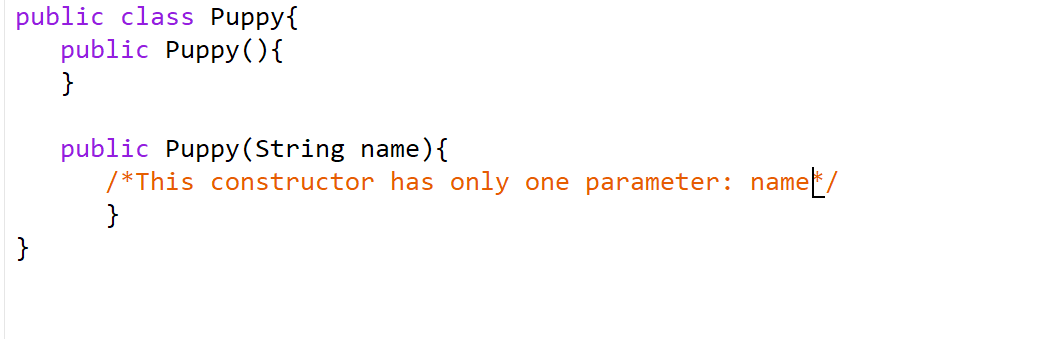 public class Puppy{
public Puppy(){
}
public Puppy(String name){
/*This constructor has only one parameter: name*/
}
}